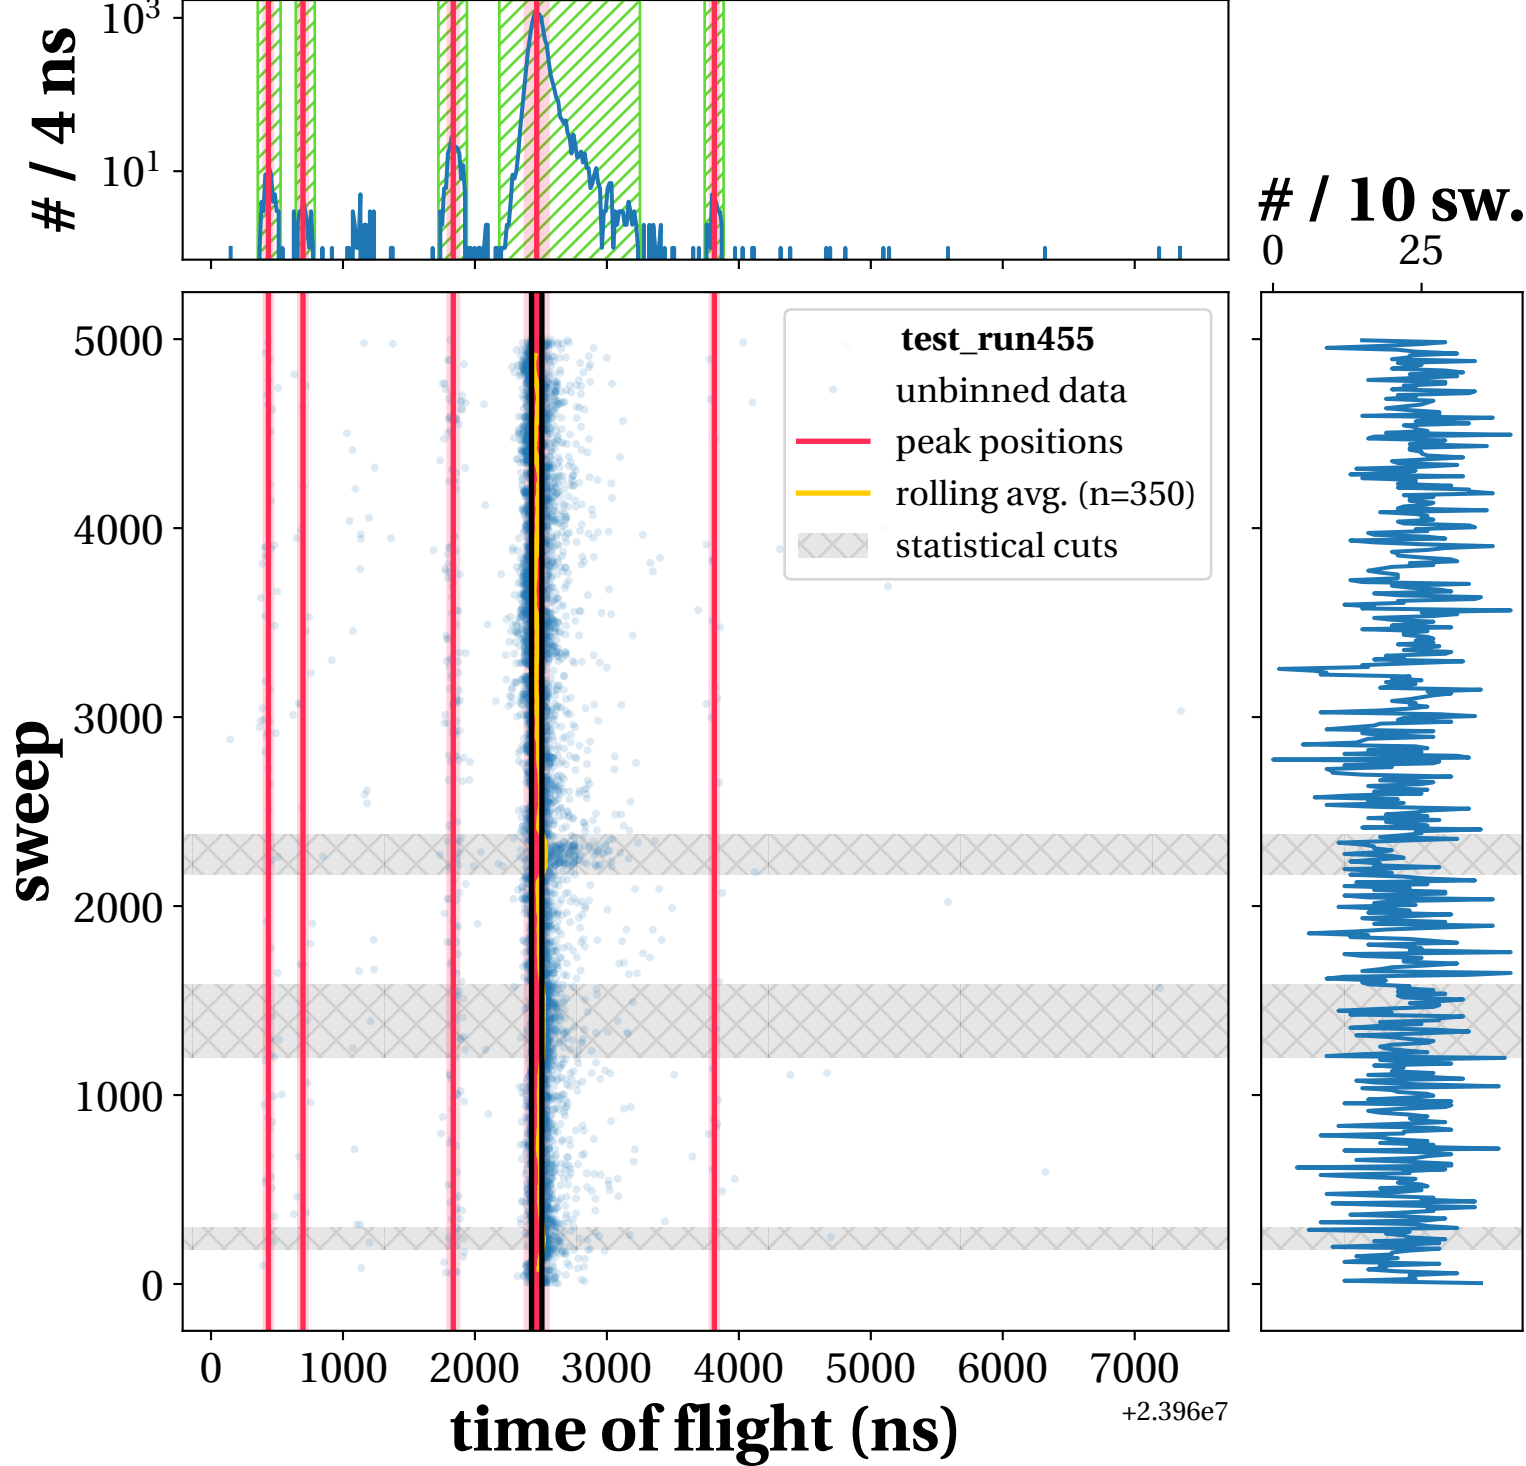 # / 4 ns
10³
10¹
# / 10 sw.
0 25
test_run455
unbinned data
peak positions
rolling avg. (n=350)
statistical cuts
sweep
5000
4000
3000
2000
1000
0
0 1000 2000 3000 4000 5000 6000 7000
+2.396e7
time of flight (ns)